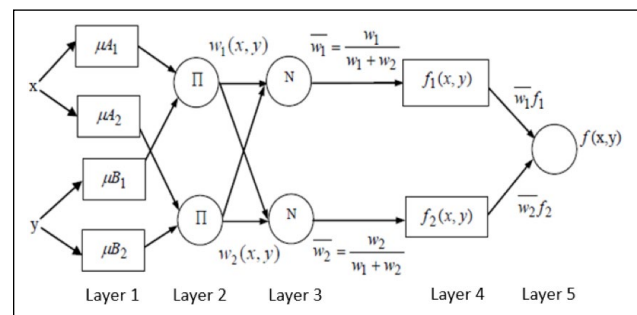 x
y
μA₁
μA₂
μB₁
μB₂
Π
Π
w₁(x, y)
w₂(x, y)
N
N
w̅₁ = w₁ / (w₁ + w₂)
w̅₂ = w₂ / (w₁ + w₂)
f₁(x, y)
f₂(x, y)
w̅₁f₁
w̅₂f₂
f(x,y)
Layer 1 Layer 2 Layer 3 Layer 4 Layer 5